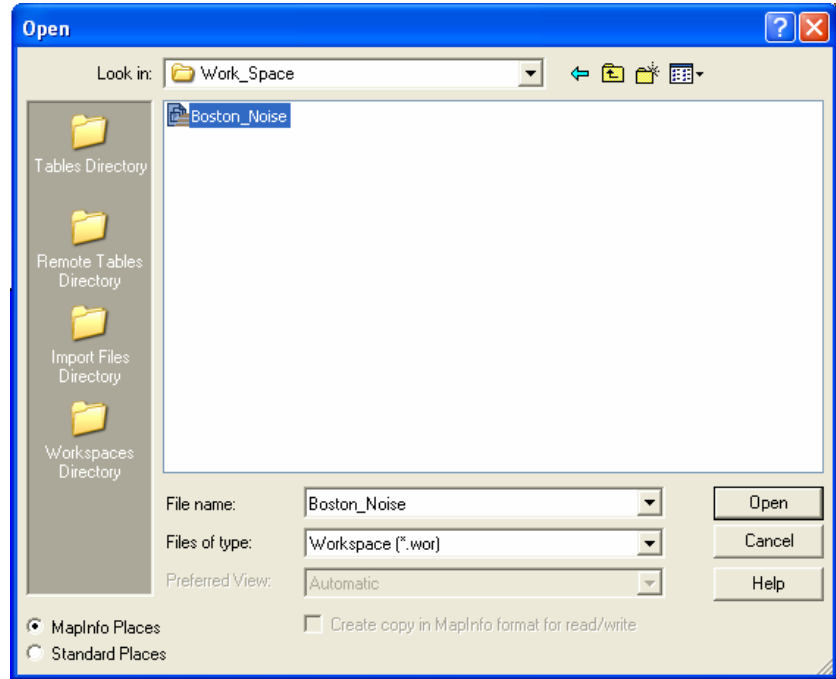 Open
Look in: Work_Space
Boston_Noise
Tables Directory
Remote Tables
Directory
Import Files
Directory
Workspaces
Directory
File name: Boston_Noise Open
Files of type: Workspace (*.wor) Cancel
Preferred View: Automatic Help
MapInfo Places Create copy in MapInfo format for read/write
Standard Places